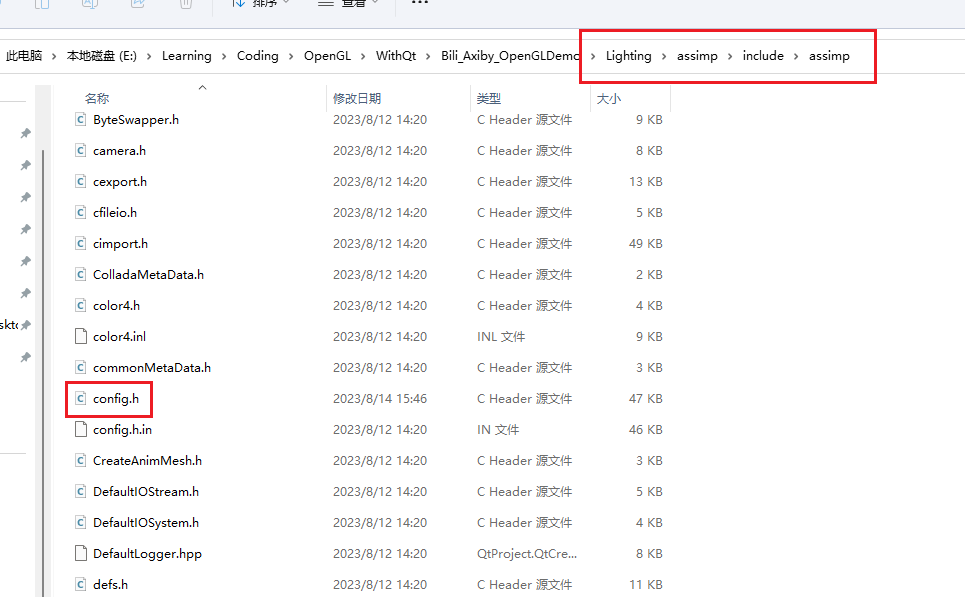 排序 查看 ···
此电脑 › 本地磁盘 (E:) › Learning › Coding › OpenGL › WithQt › Bili_Axiby_OpenGLDemo › Lighting › assimp › include › assimp
名称 修改日期 类型 大小
ByteSwapper.h 2023/8/12 14:20 C Header 源文件 9 KB
camera.h 2023/8/12 14:20 C Header 源文件 8 KB
cexport.h 2023/8/12 14:20 C Header 源文件 13 KB
cfileio.h 2023/8/12 14:20 C Header 源文件 5 KB
cimport.h 2023/8/12 14:20 C Header 源文件 49 KB
ColladaMetaData.h 2023/8/12 14:20 C Header 源文件 2 KB
color4.h 2023/8/12 14:20 C Header 源文件 4 KB
color4.inl 2023/8/12 14:20 INL 文件 9 KB
commonMetaData.h 2023/8/12 14:20 C Header 源文件 3 KB
config.h 2023/8/14 15:46 C Header 源文件 47 KB
config.h.in 2023/8/12 14:20 IN 文件 46 KB
CreateAnimMesh.h 2023/8/12 14:20 C Header 源文件 3 KB
DefaultIOStream.h 2023/8/12 14:20 C Header 源文件 5 KB
DefaultIOSystem.h 2023/8/12 14:20 C Header 源文件 4 KB
DefaultLogger.hpp 2023/8/12 14:20 QtProject.QtCre... 8 KB
defs.h 2023/8/12 14:20 C Header 源文件 11 KB